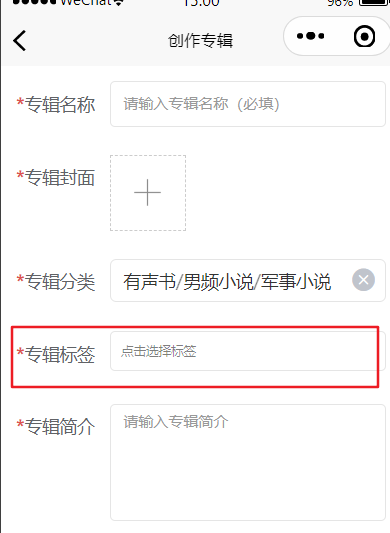 WeChat 15:00 96%
创作专辑
*专辑名称 请输入专辑名称（必填）
*专辑封面
*专辑分类 有声书/男频小说/军事小说
*专辑标签 点击选择标签
*专辑简介 请输入专辑简介